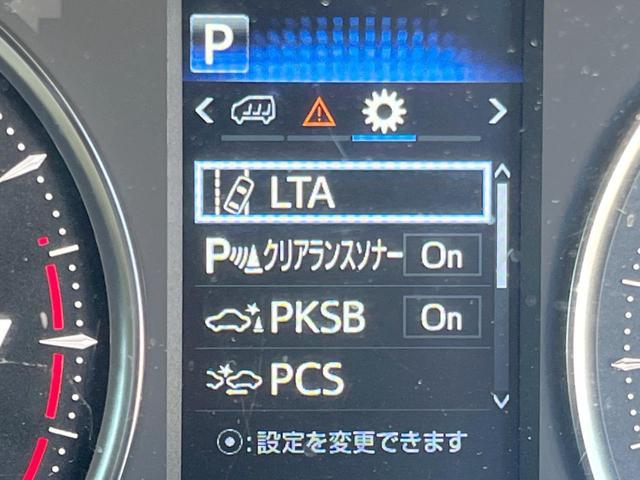 P
LTA
Pクリアランスソナー On
PKSB On
PCS
:設定を変更できます